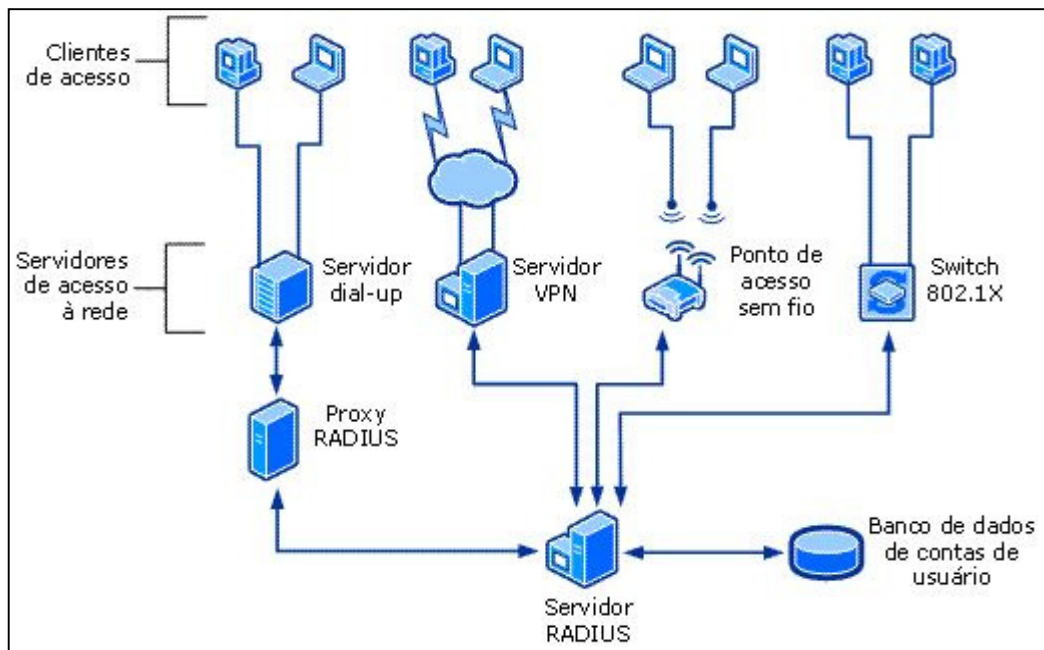 Clientes
de acesso
Servidores
de acesso
à rede
Servidor
dial-up
Servidor
VPN
Ponto de
acesso
sem fio
Switch
802.1X
Proxy
RADIUS
Servidor
RADIUS
Banco de dados
de contas de
usuário